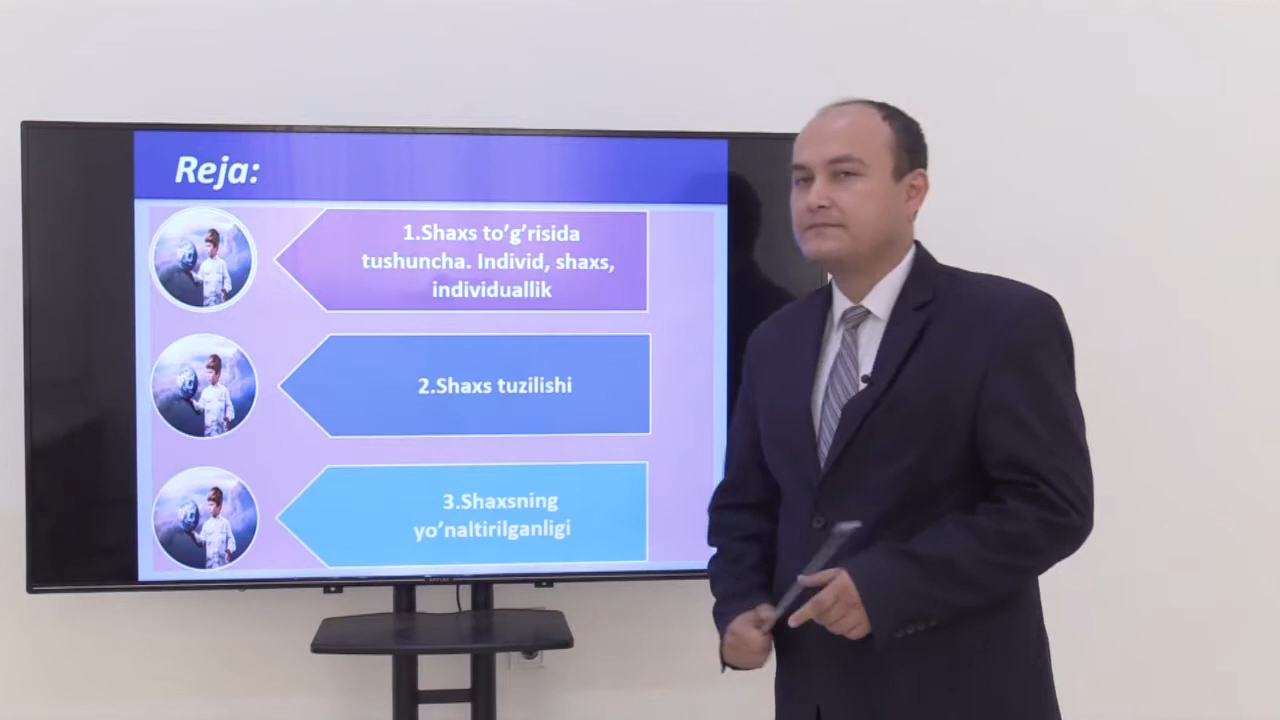 Reja:
1.Shaxs to’g’risida
tushuncha. Individ, shaxs,
individuallik
2.Shaxs tuzilishi
3.Shaxsning
yo’naltirilganligi